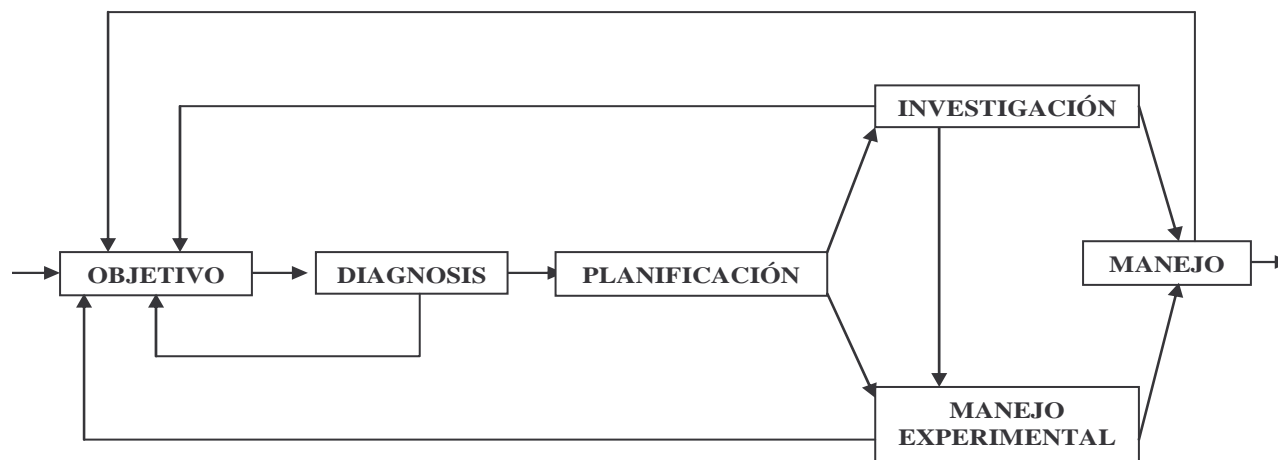 INVESTIGACIÓN
OBJETIVO
DIAGNOSIS
PLANIFICACIÓN
MANEJO
MANEJO
EXPERIMENTAL